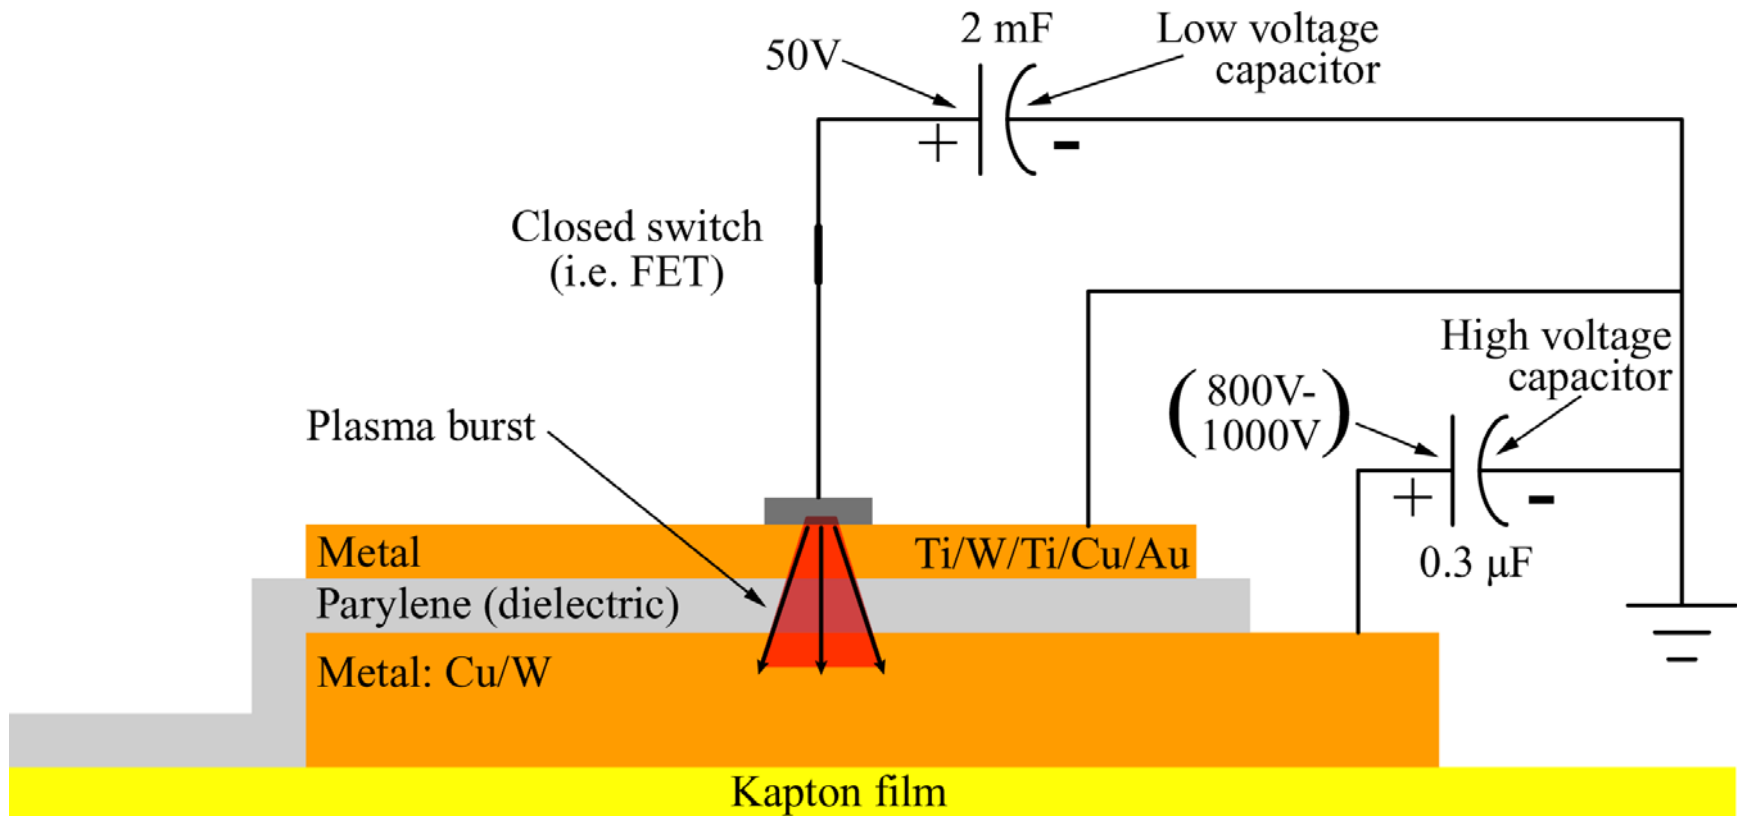 2 mF
Low voltage
capacitor
50V
+
-
Closed switch
(i.e. FET)
High voltage
capacitor
(800V-
1000V)
Plasma burst
+
-
0.3 μF
Metal
Ti/W/Ti/Cu/Au
Parylene (dielectric)
Metal: Cu/W
Kapton film